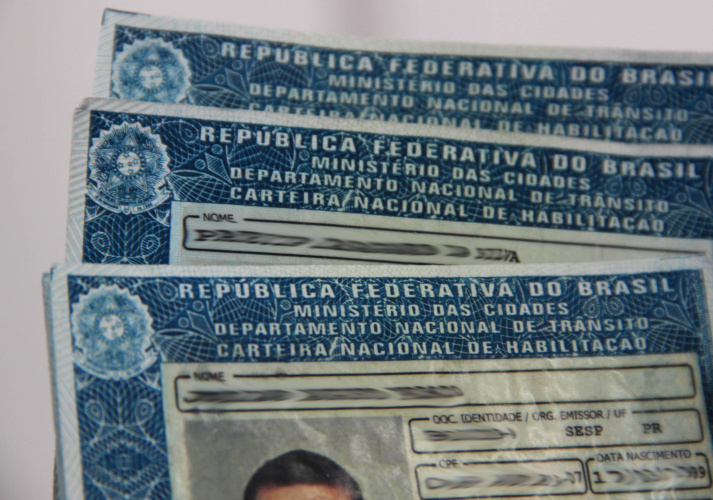 REPÚBLICA FEDERATIVA DO BRASIL
MINISTÉRIO DAS CIDADES
DEPARTAMENTO NACIONAL DE TRÂNSITO
CARTEIRA NACIONAL DE HABILITAÇÃO
REPÚBLICA FEDERATIVA DO BRASIL
MINISTÉRIO DAS CIDADES
DEPARTAMENTO NACIONAL DE TRÂNSITO
CARTEIRA NACIONAL DE HABILITAÇÃO
NOME
REPÚBLICA FEDERATIVA DO BRASIL
MINISTÉRIO DAS CIDADES
DEPARTAMENTO NACIONAL DE TRÂNSITO
CARTEIRA NACIONAL DE HABILITAÇÃO
NOME
DOC. IDENTIDADE / ORG. EMISSOR / UF
SESP PR
CPF
DATA NASCIMENTO